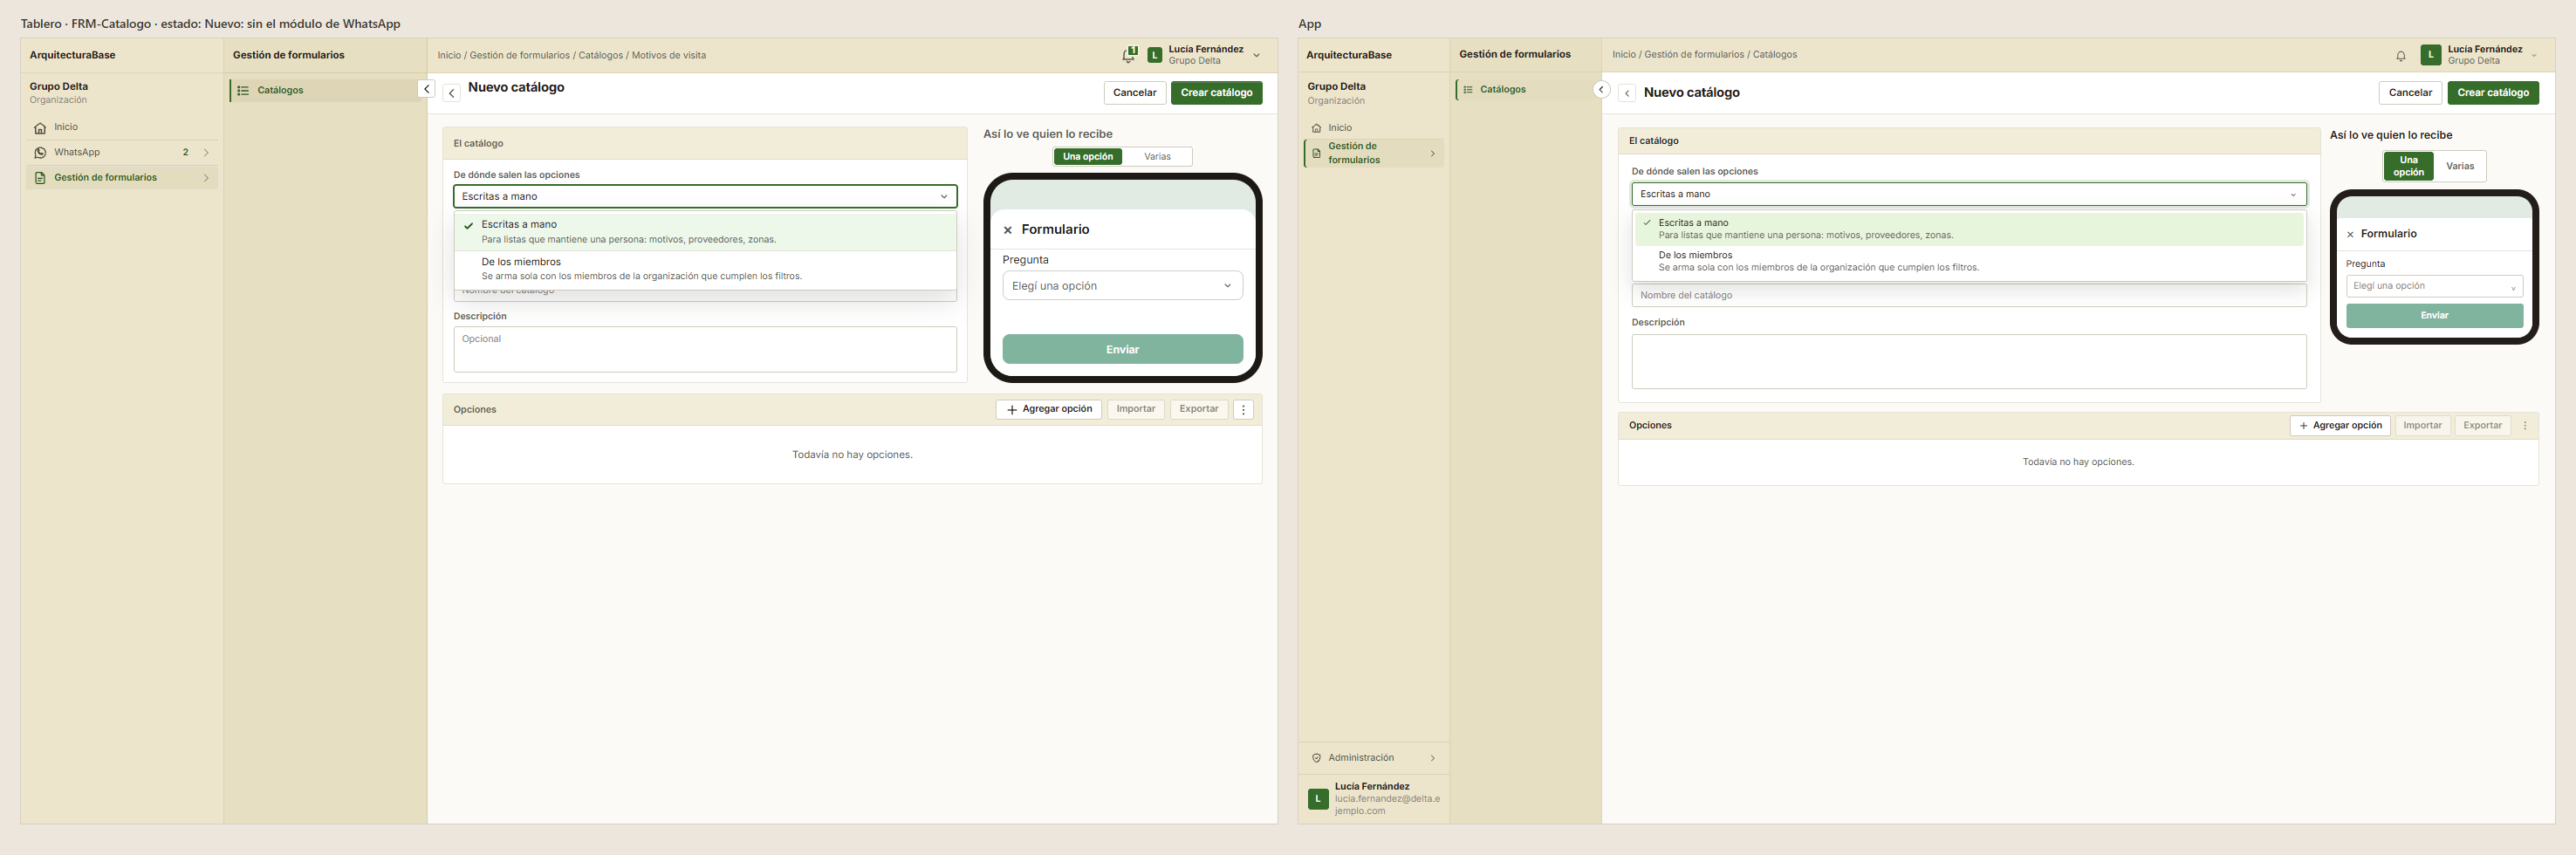 Tablero · FRM-Catalogo · estado: Nuevo: sin el módulo de WhatsApp
ArquitecturaBase
Grupo Delta
Organización
Inicio
WhatsApp 2
Gestión de formularios
Gestión de formularios
Catálogos
Inicio / Gestión de formularios / Catálogos / Motivos de visita
1
L
Lucía Fernández
Grupo Delta
Nuevo catálogo
Cancelar
Crear catálogo
El catálogo
De dónde salen las opciones
Escritas a mano
Escritas a mano
Para listas que mantiene una persona: motivos, proveedores, zonas.
De los miembros
Se arma sola con los miembros de la organización que cumplen los filtros.
Nombre del catálogo
Descripción
Opcional
Así lo ve quien lo recibe
Una opción
Varias
Formulario
Pregunta
Elegí una opción
Enviar
Opciones
Agregar opción
Importar
Exportar
Todavía no hay opciones.
App
ArquitecturaBase
Grupo Delta
Organización
Inicio
Gestión de
formularios
Administración
L
Lucía Fernández
lucia.fernandez@delta.e
jemplo.com
Gestión de formularios
Catálogos
Inicio / Gestión de formularios / Catálogos
L
Lucía Fernández
Grupo Delta
Nuevo catálogo
Cancelar
Crear catálogo
El catálogo
De dónde salen las opciones
Escritas a mano
Escritas a mano
Para listas que mantiene una persona: motivos, proveedores, zonas.
De los miembros
Se arma sola con los miembros de la organización que cumplen los filtros.
Nombre del catálogo
Descripción
Así lo ve quien lo recibe
Una
opción
Varias
Formulario
Pregunta
Elegí una opción
Enviar
Opciones
Agregar opción
Importar
Exportar
Todavía no hay opciones.